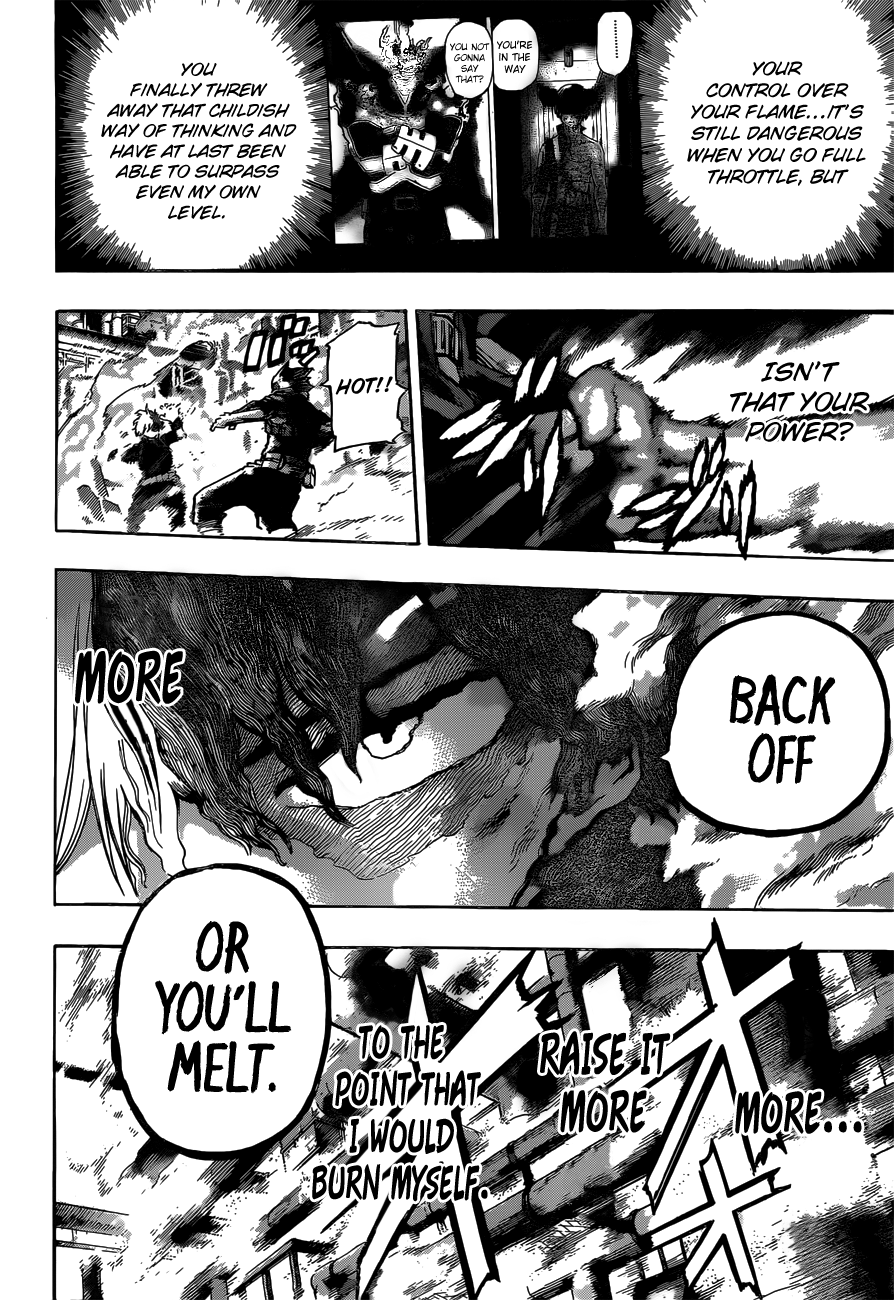 YOUR
CONTROL OVER
YOUR FLAME...IT'S
STILL DANGEROUS
WHEN YOU GO FULL
THROTTLE, BUT
..........
YOU'RE
IN THE
WAY
YOU NOT
GONNA
SAY
THAT?
YOU
FINALLY THREW
AWAY THAT CHILDISH
WAY OF THINKING AND
HAVE AT LAST BEEN
ABLE TO SURPASS
EVEN MY OWN
LEVEL.
ISN'T
THAT YOUR
POWER?
HOT!!
BACK
OFF
MORE
MORE...
RAISE IT
MORE
TO THE
POINT THAT
I WOULD
BURN MYSELF.
OR
YOU'LL
MELT.